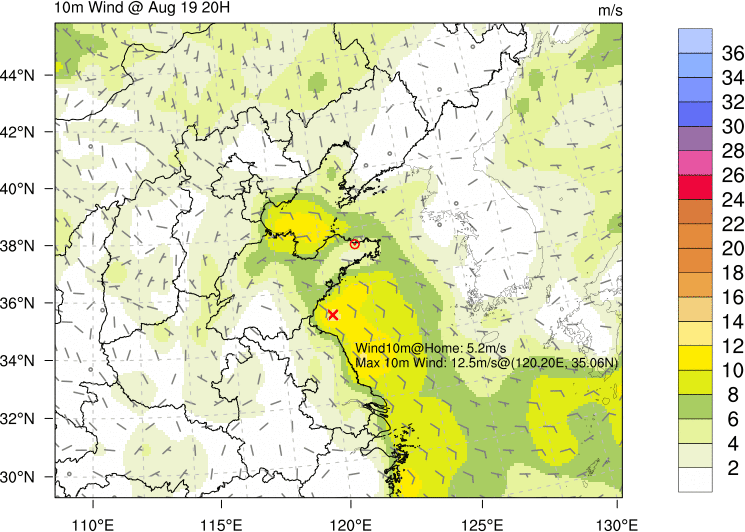 10m Wind @ Aug 19 20H
m/s
44°N
42°N
40°N
38°N
36°N
34°N
32°N
30°N
110°E
115°E
120°E
125°E
130°E
Wind10m@Home: 5.2m/s
Max 10m Wind: 12.5m/s@(120.20E, 35.06N)
36
34
32
30
28
26
24
22
20
18
16
14
12
10
8
6
4
2